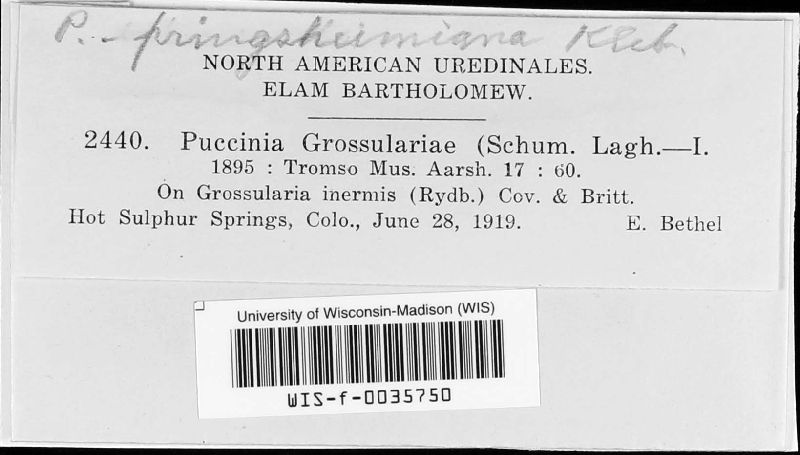 P. pringsheimiana Kleb.
NORTH AMERICAN UREDINALES.
ELAM BARTHOLOMEW.
2440. Puccinia Grossulariae (Schum. Lagh.—I.
1895 : Tromso Mus. Aarsh. 17 : 60.
On Grossularia inermis (Rydb.) Cov. & Britt.
Hot Sulphur Springs, Colo., June 28, 1919. E. Bethel
University of Wisconsin-Madison (WIS)
WIS-f-0035750